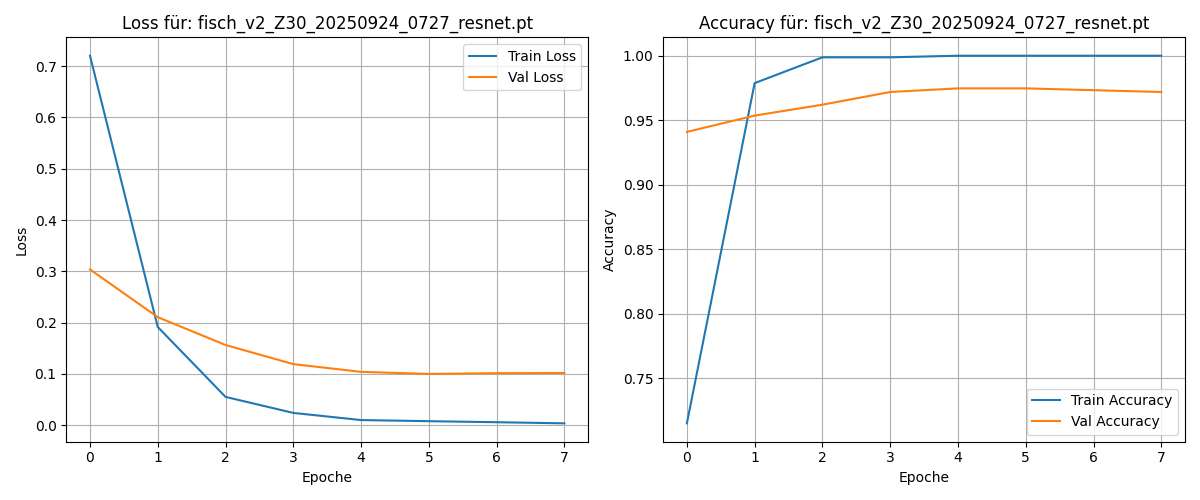 Loss für: fisch_v2_Z30_20250924_0727_resnet.pt
Train Loss
Val Loss
0.7
0.6
0.5
0.4
0.3
0.2
0.1
0.0
Loss
0 1 2 3 4 5 6 7
Epoche
Accuracy für: fisch_v2_Z30_20250924_0727_resnet.pt
1.00
0.95
0.90
0.85
0.80
0.75
Accuracy
Train Accuracy
Val Accuracy
0 1 2 3 4 5 6 7
Epoche